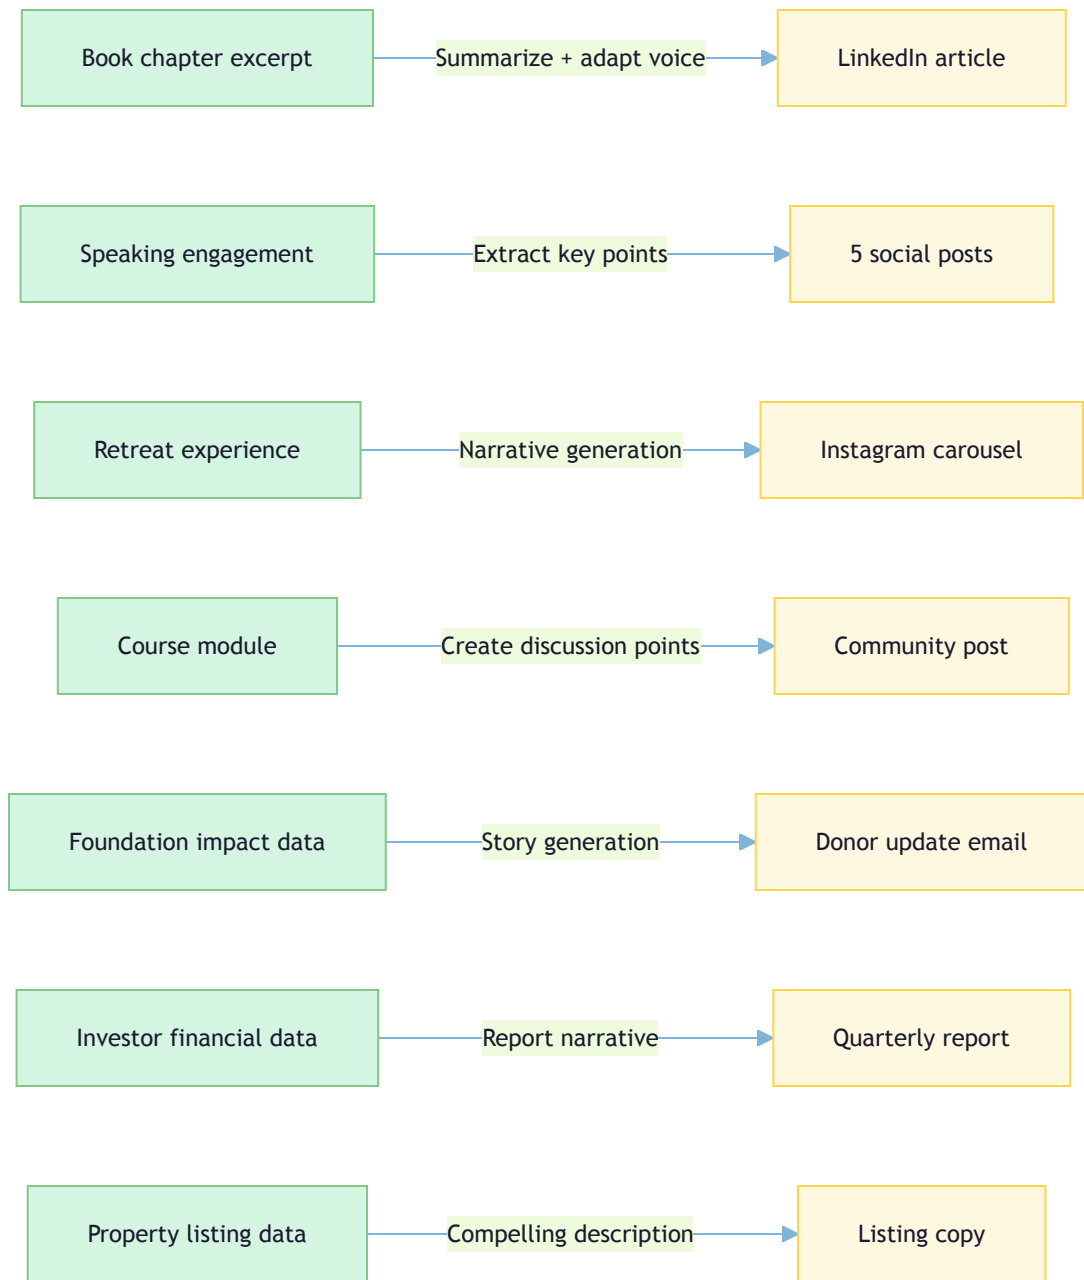 Book chapter excerpt
Summarize + adapt voice
LinkedIn article
Speaking engagement
Extract key points
5 social posts
Retreat experience
Narrative generation
Instagram carousel
Course module
Create discussion points
Community post
Foundation impact data
Story generation
Donor update email
Investor financial data
Report narrative
Quarterly report
Property listing data
Compelling description
Listing copy